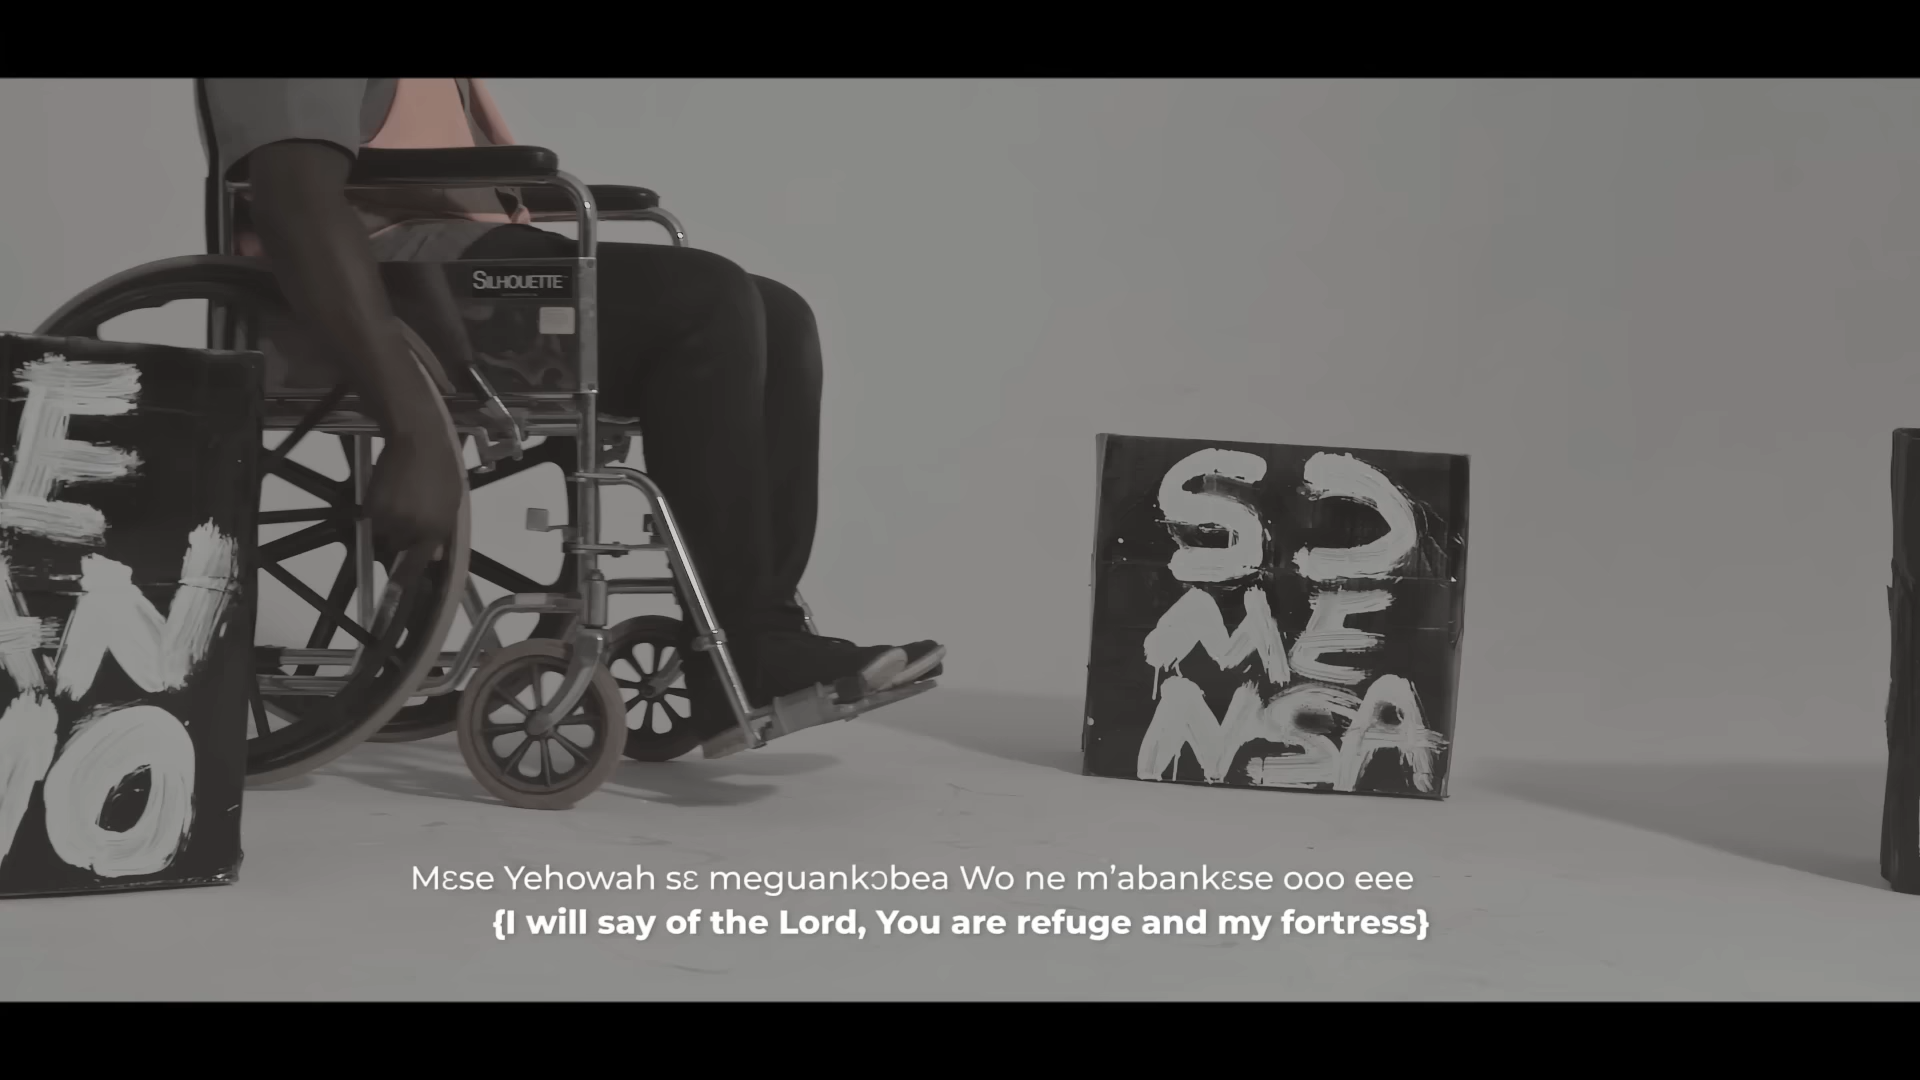 SILHOUETTE
E
N
O
SƆ
ME
NSA
Mɛse Yehowah sɛ meguankɔbea Wo ne m’abankɛse ooo eee
{I will say of the Lord, You are refuge and my fortress}